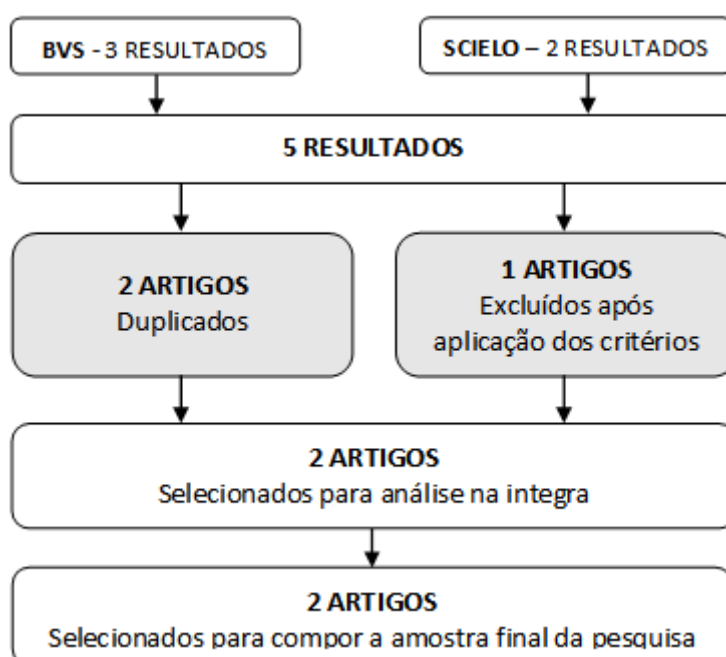 BVS - 3 RESULTADOS
SCIELO – 2 RESULTADOS
5 RESULTADOS
2 ARTIGOS
Duplicados
1 ARTIGOS
Excluídos após
aplicação dos critérios
2 ARTIGOS
Selecionados para análise na integra
2 ARTIGOS
Selecionados para compor a amostra final da pesquisa